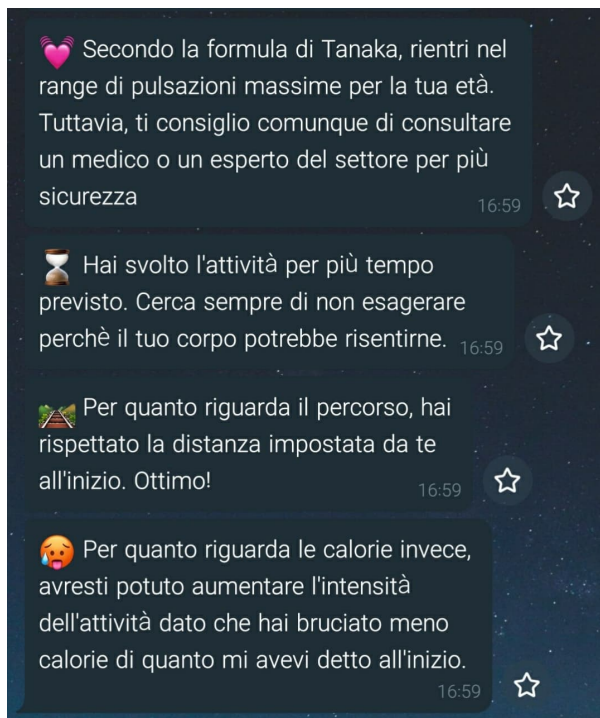 💓 Secondo la formula di Tanaka, rientri nel
range di pulsazioni massime per la tua età.
Tuttavia, ti consiglio comunque di consultare
un medico o un esperto del settore per più
sicurezza
16:59
⏳ Hai svolto l'attività per più tempo
previsto. Cerca sempre di non esagerare
perchè il tuo corpo potrebbe risentirne. 16:59
🛤️ Per quanto riguarda il percorso, hai
rispettato la distanza impostata da te
all'inizio. Ottimo!
16:59
🥵 Per quanto riguarda le calorie invece,
avresti potuto aumentare l'intensità
dell'attività dato che hai bruciato meno
calorie di quanto mi avevi detto all'inizio.
16:59